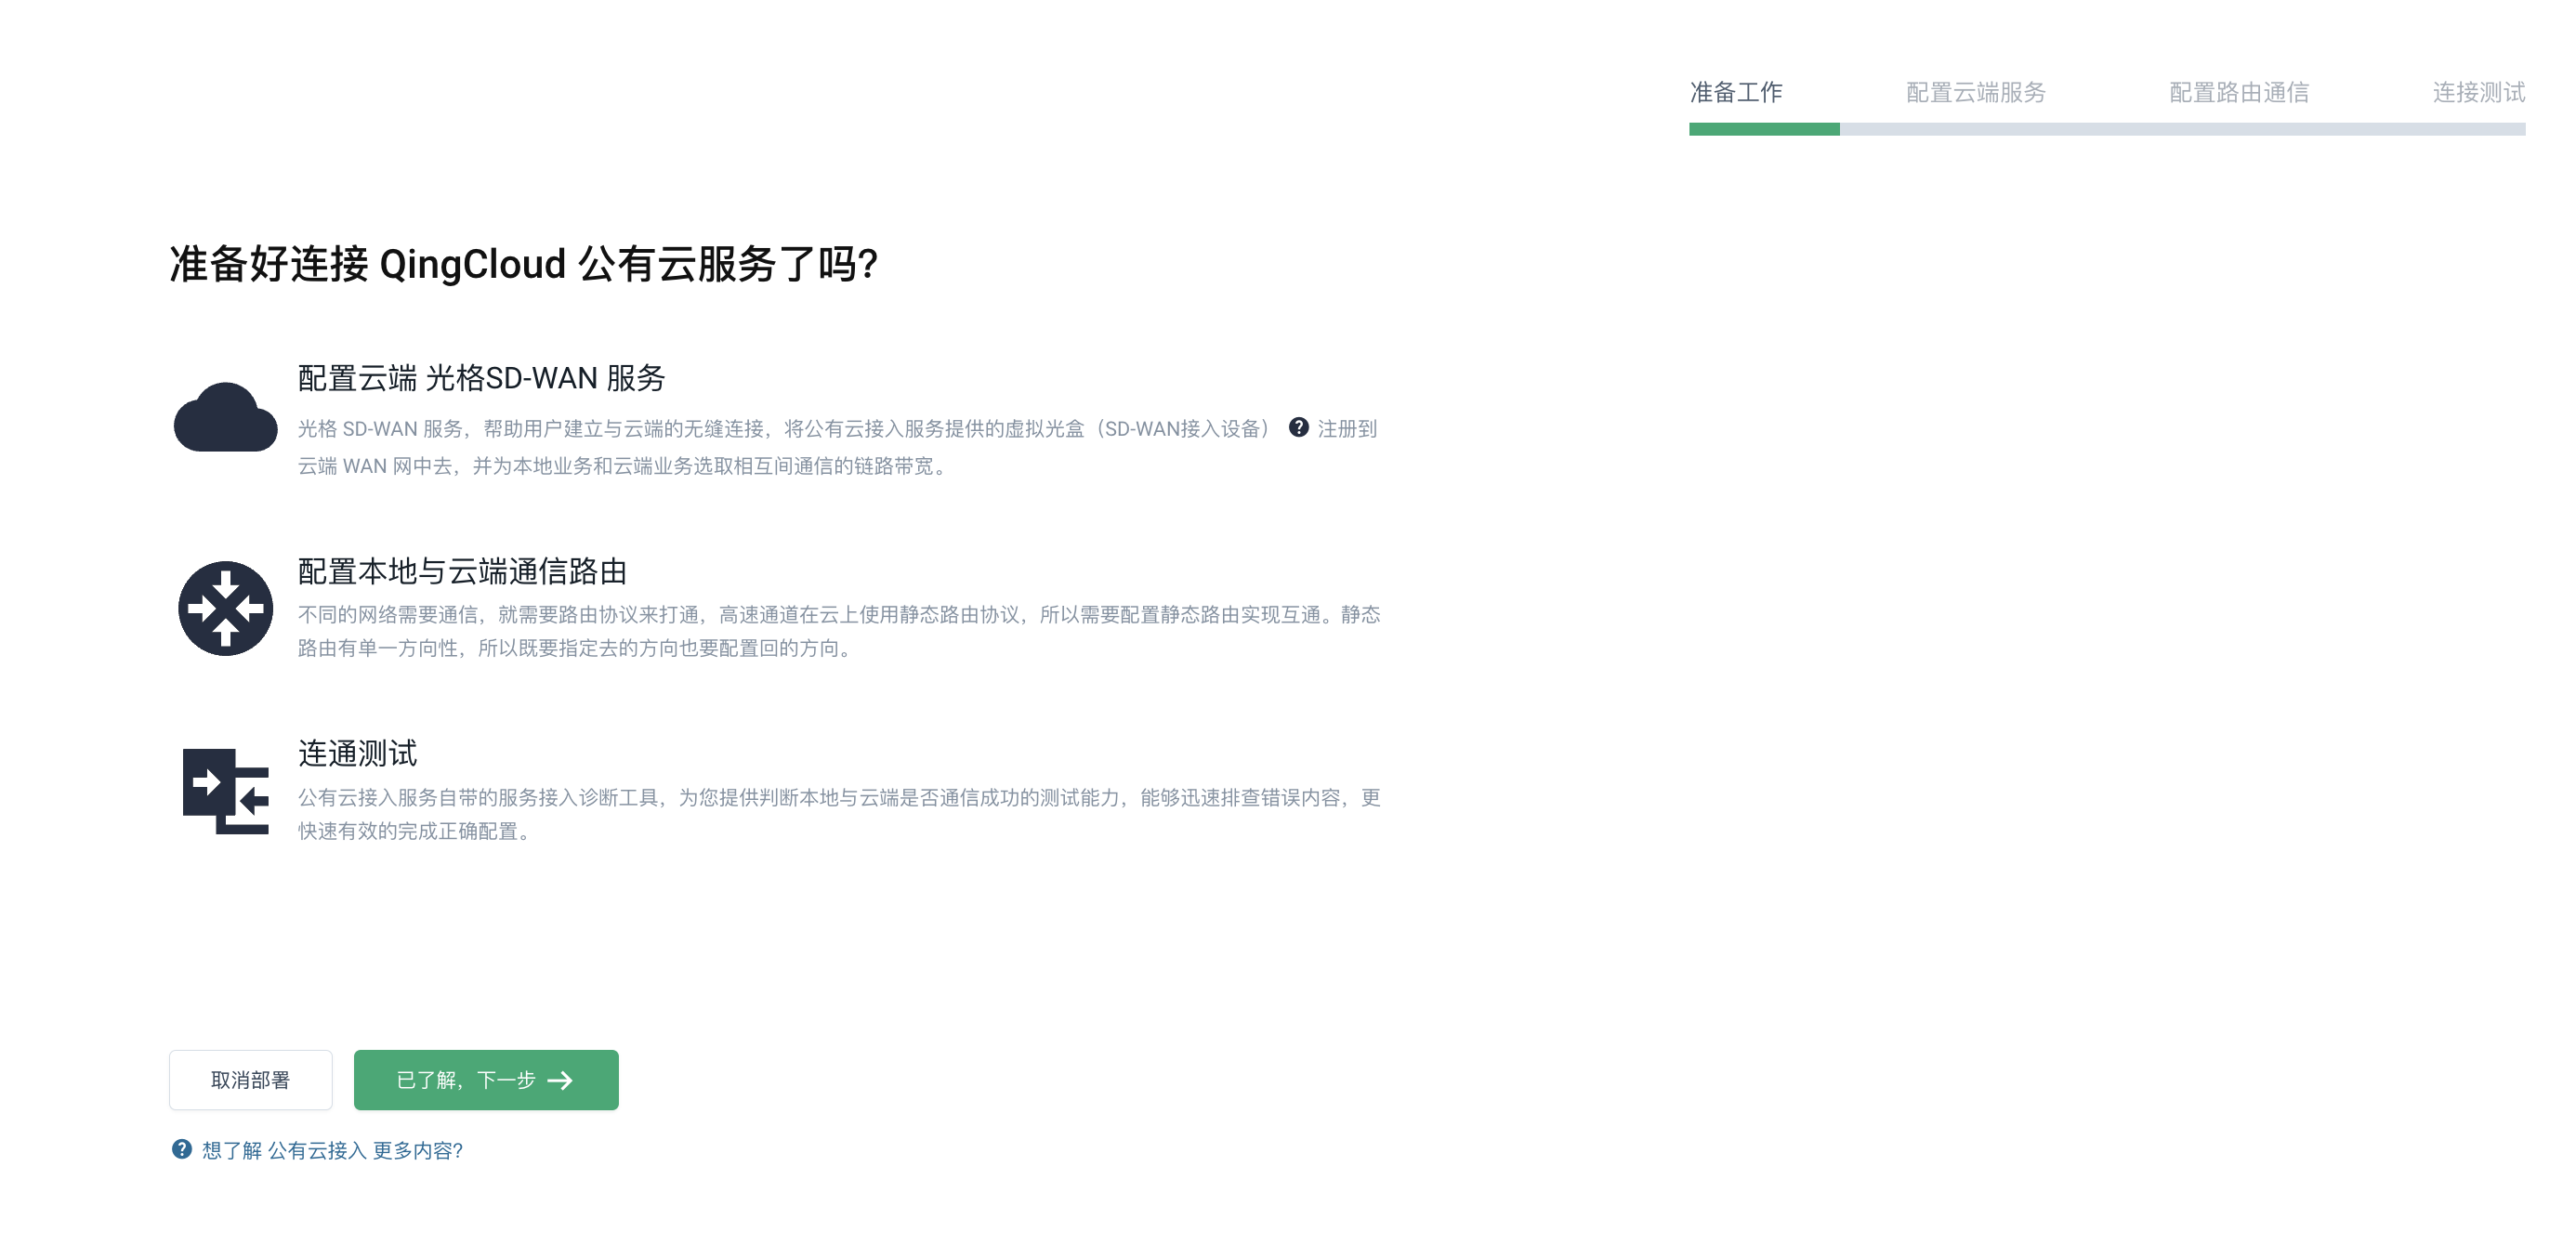 准备工作
配置云端服务
配置路由通信
连接测试
准备好连接 QingCloud 公有云服务了吗?
配置云端 光格SD-WAN 服务
光格 SD-WAN 服务，帮助用户建立与云端的无缝连接，将公有云接入服务提供的虚拟光盒（SD-WAN接入设备） ? 注册到
云端 WAN 网中去，并为本地业务和云端业务选取相互间通信的链路带宽。
配置本地与云端通信路由
不同的网络需要通信，就需要路由协议来打通，高速通道在云上使用静态路由协议，所以需要配置静态路由实现互通。静态
路由有单一方向性，所以既要指定去的方向也要配置回的方向。
连通测试
公有云接入服务自带的服务接入诊断工具，为您提供判断本地与云端是否通信成功的测试能力，能够迅速排查错误内容，更
快速有效的完成正确配置。
取消部署
已了解，下一步 →
? 想了解 公有云接入 更多内容?